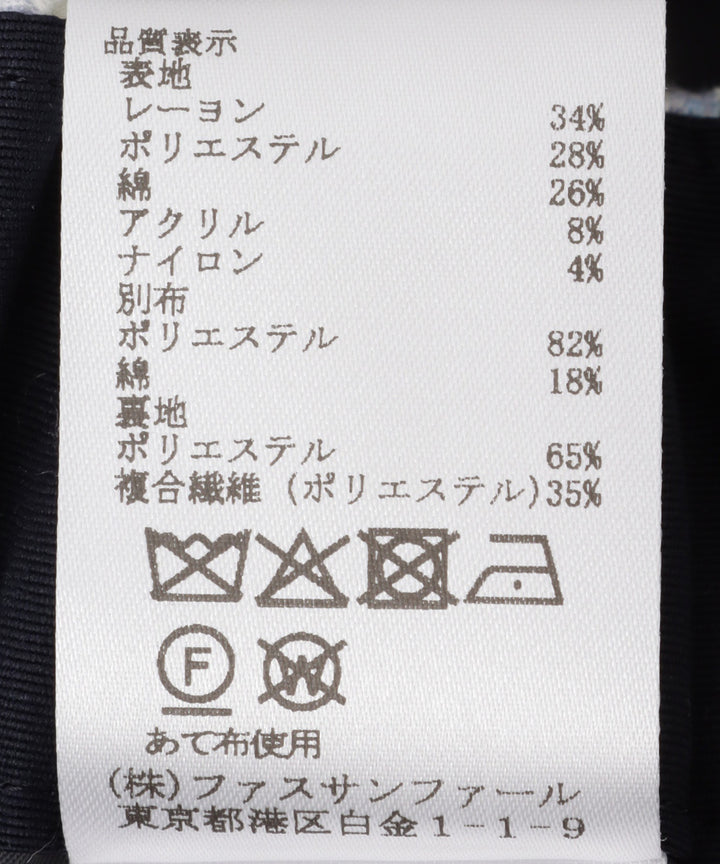 品質表示
表地
レーヨン 34%
ポリエステル 28%
綿 26%
アクリル 8%
ナイロン 4%
別布
ポリエステル 82%
綿 18%
裏地
ポリエステル 65%
複合繊維 (ポリエステル) 35%
F W
あて布使用
(株)ファスサンファール
東京都港区白金1-1-9